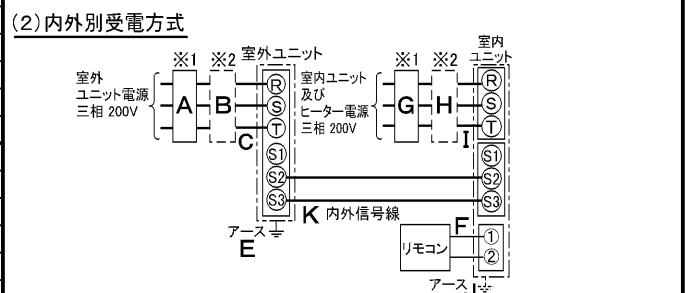 (2)内外別受電方式
※1 ※2 室外ユニット
室外
ユニット電源
三相 200V
A
B
C
R
S
T
S1
S2
S3
アース
E
※1 ※2
室内
ユニット
室内ユニット
及び
ヒーター電源
三相 200V
G
H
I
R
S
T
S1
S2
S3
K 内外信号線
F
リモコン
1
2
アース